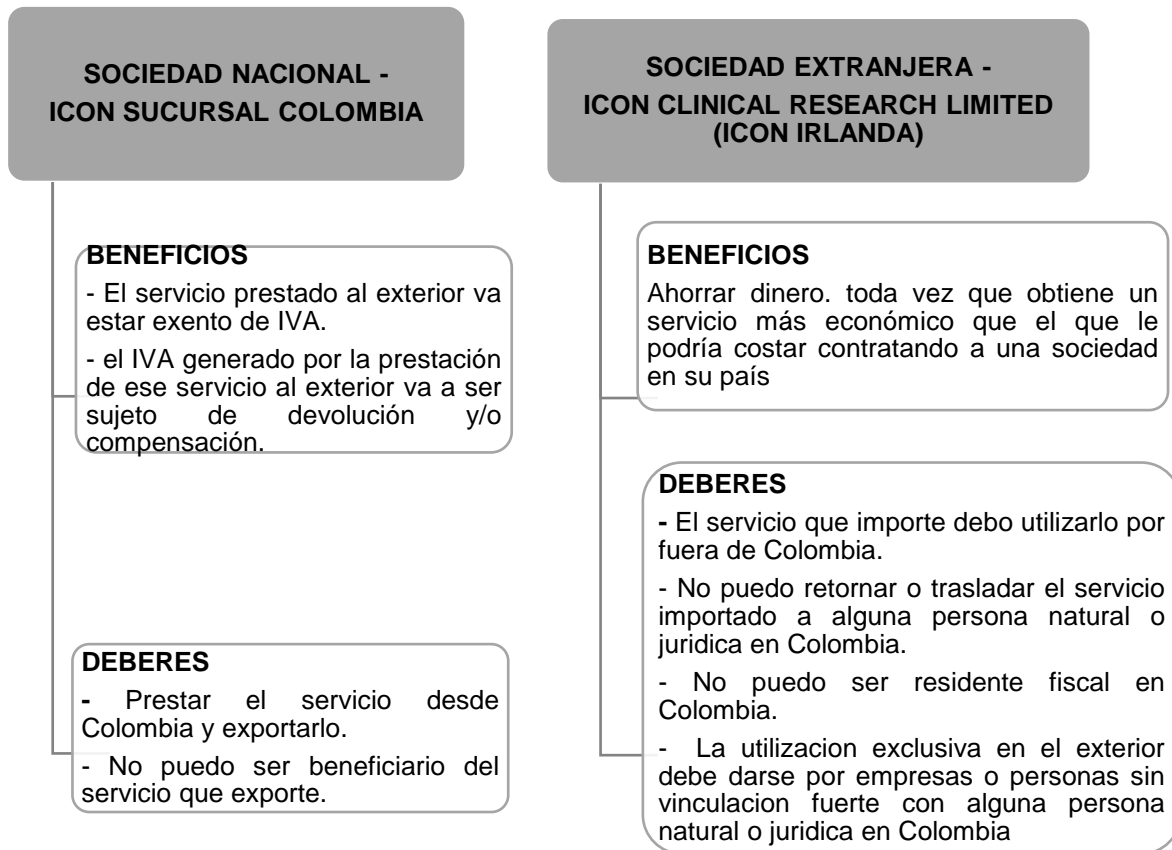 SOCIEDAD NACIONAL -
ICON SUCURSAL COLOMBIA
BENEFICIOS
- El servicio prestado al exterior va
estar exento de IVA.
- el IVA generado por la prestación
de ese servicio al exterior va a ser
sujeto de devolución y/o
compensación.
DEBERES
- Prestar el servicio desde
Colombia y exportarlo.
- No puedo ser beneficiario del
servicio que exporte.
SOCIEDAD EXTRANJERA -
ICON CLINICAL RESEARCH LIMITED
(ICON IRLANDA)
BENEFICIOS
Ahorrar dinero. toda vez que obtiene un
servicio más económico que el que le
podría costar contratando a una sociedad
en su país
DEBERES
- El servicio que importe debo utilizarlo por
fuera de Colombia.
- No puedo retornar o trasladar el servicio
importado a alguna persona natural o
juridica en Colombia.
- No puedo ser residente fiscal en
Colombia.
- La utilizacion exclusiva en el exterior
debe darse por empresas o personas sin
vinculacion fuerte con alguna persona
natural o juridica en Colombia